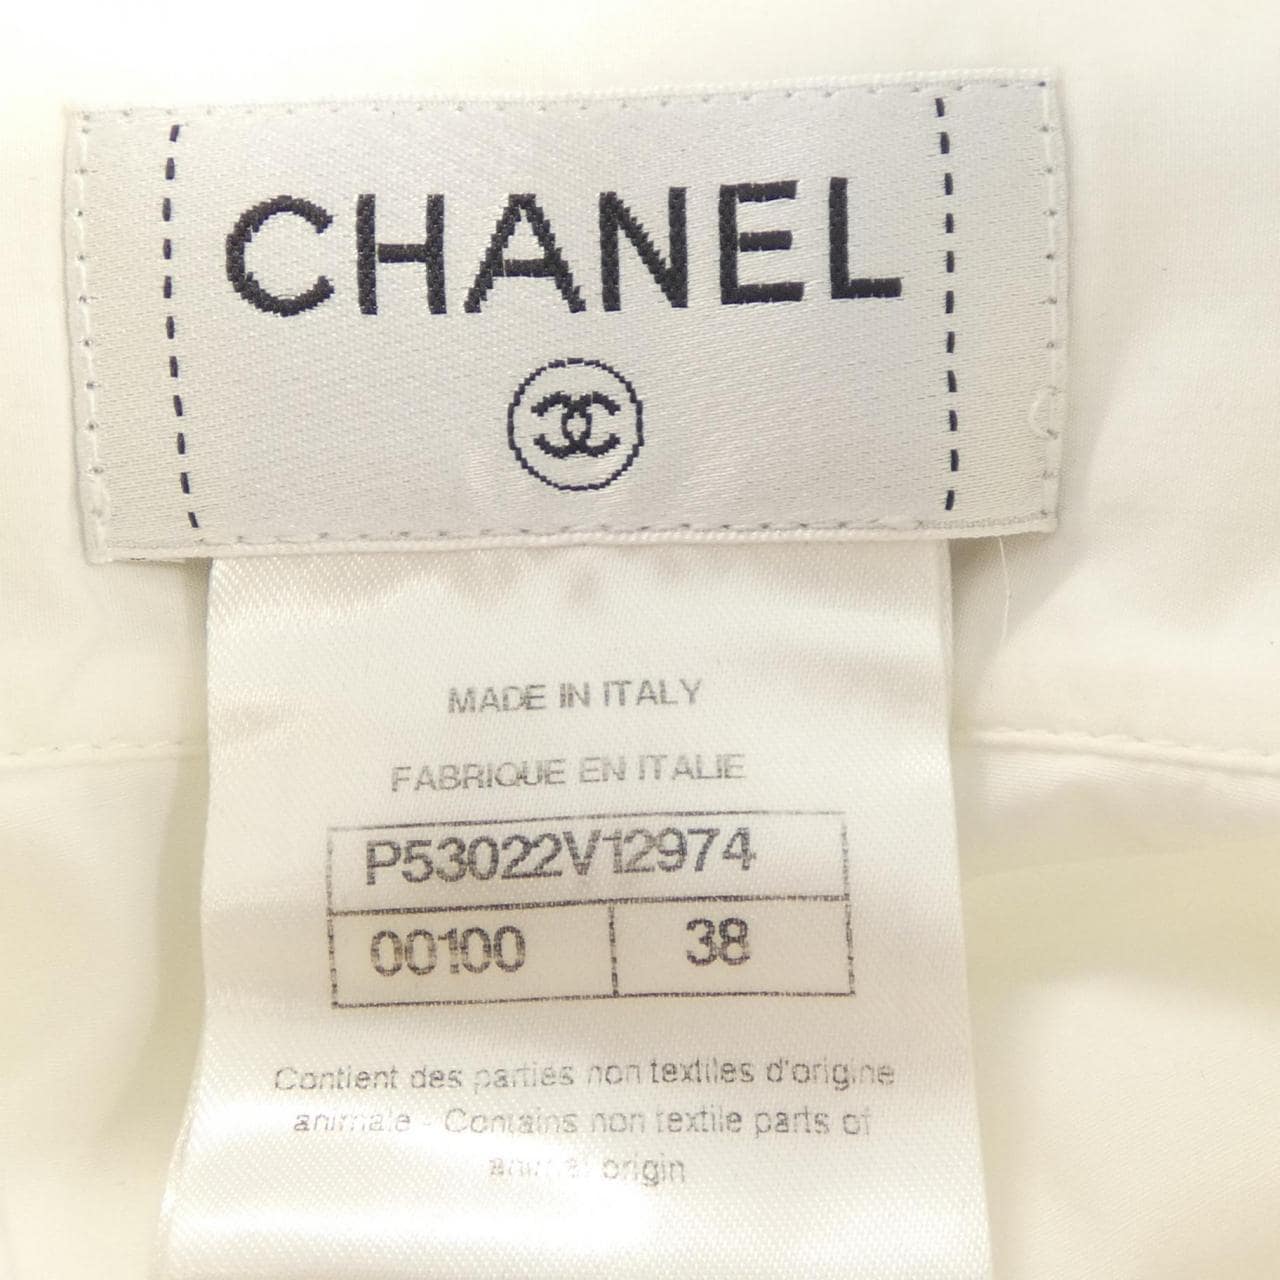 CHANEL
MADE IN ITALY
FABRIQUE EN ITALIE
P53022V12974
00100 38
Contient des parties non textiles d'origine
animale - Contains non textile parts of
animal origin